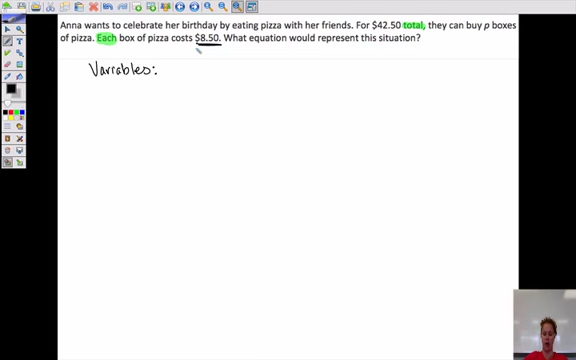 Anna wants to celebrate her birthday by eating pizza with her friends. For $42.50 total, they can buy p boxes
of pizza. Each box of pizza costs $8.50. What equation would represent this situation?
Variables: